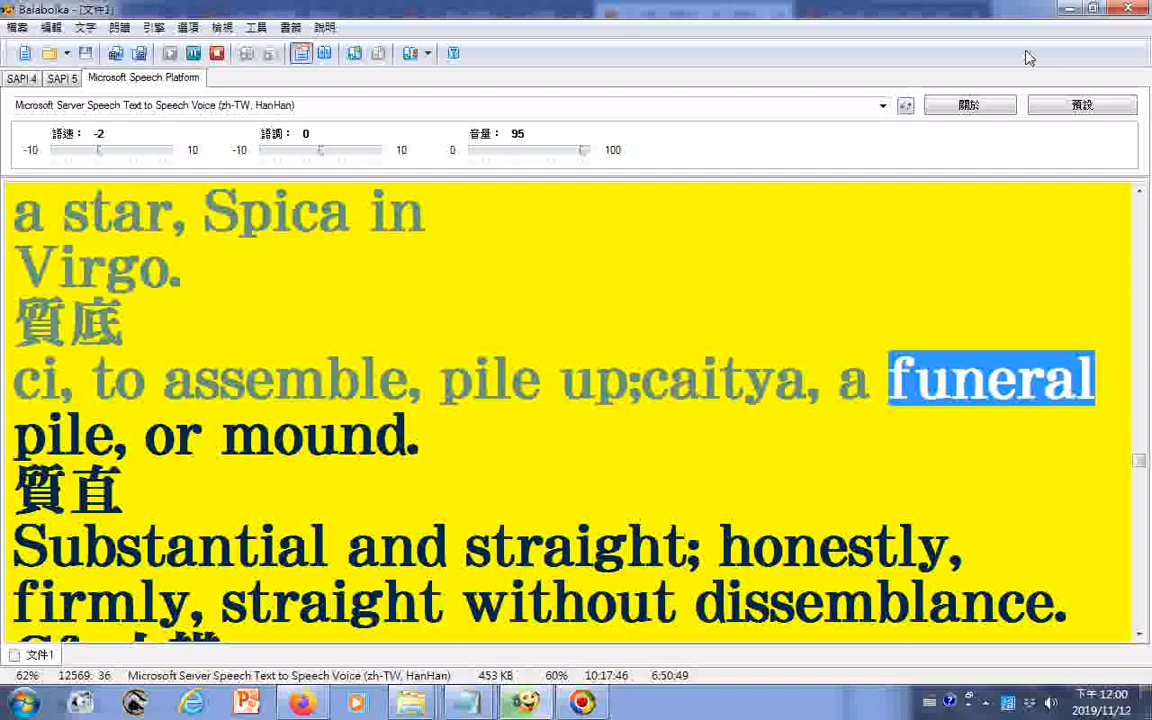 Balabolka - [文件1]
檔案 編輯 文字 朗讀 引擎 選項 檢視 工具 書籤 說明
SAPI 4 SAPI 5 Microsoft Speech Platform
Microsoft Server Speech Text to Speech Voice (zh-TW, HanHan) 關於 預設
語速： -2 語調： 0 音量： 95
-10 10 -10 10 0 100
a star, Spica in
Virgo.
質底
ci, to assemble, pile up;caitya, a funeral
pile, or mound.
質直
Substantial and straight; honestly,
firmly, straight without dissemblance.
文件1
62% 12569: 36 Microsoft Server Speech Text to Speech Voice (zh-TW, HanHan) 453 KB 60% 10:17:46 6:50:49
下午 12:00
2019/11/12